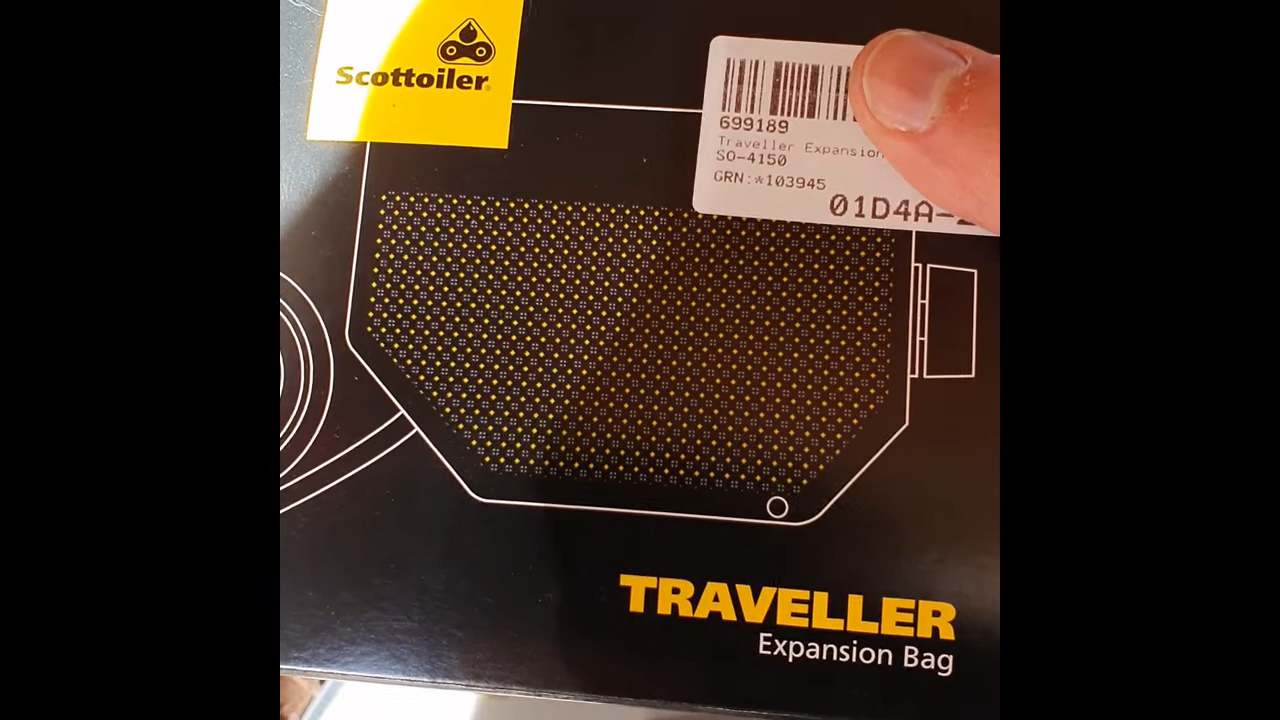 Scottoiler®
699189
Traveller Expansion
SO-4150
GRN:*103945
01D4A-
TRAVELLER
Expansion Bag